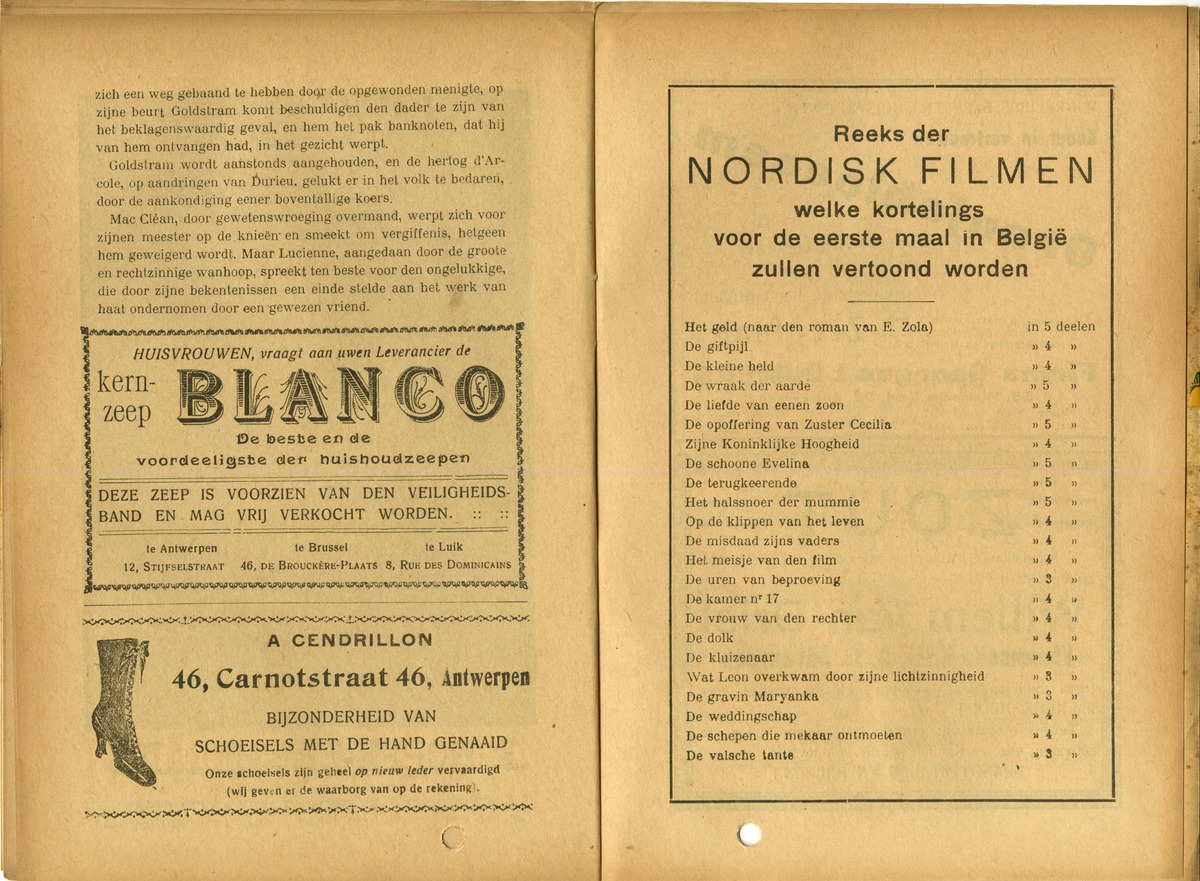 zich een weg gebaand te hebben door de opgewonden menigte, op
zijne beurt Goldstram komt beschuldigen den dader te zijn van
het beklagenswaardig geval, en hem het pak banknoten, dat hij
van hem ontvangen had, in het gezicht werpt.
Goldstram wordt aanstonds aangehouden, en de hertog d'Ar-
cole, op aandringen van Durieu, gelukt er in het volk te bedaren,
door de aankondiging eener boventallige koers.
Mac Cléan, door gewetenswroeging overmand, werpt zich voor
zijnen meester op de knieën en smeekt om vergiffenis, hetgeen
hem geweigerd wordt. Maar Lucienne, aangedaan door de groote
en rechtzinnige wanhoop, spreekt ten beste voor den ongelukkige,
die door zijne bekentenissen een einde stelde aan het werk van
haat ondernomen door een gewezen vriend.
HUISVROUWEN, vraagt aan uwen Leverancier de
kern-
zeep BLANCO
De beste en de
voordeeligste der huishoudzeepen
DEZE ZEEP IS VOORZIEN VAN DEN VEILIGHEIDS-
BAND EN MAG VRIJ VERKOCHT WORDEN. :: ::
te Antwerpen te Brussel te Luik
12, STIJFSELSTRAAT 46, DE BROUCKÈRE-PLAATS 8, RUE DES DOMINICAINS
A CENDRILLON
46, Carnotstraat 46, Antwerpen
BIJZONDERHEID VAN
SCHOEISELS MET DE HAND GENAAID
Onze schoeisels zijn geheel op nieuw leder vervaardigd
(wij geven er de waarborg van op de rekening).
Reeks der
NORDISK FILMEN
welke kortelings
voor de eerste maal in België
zullen vertoond worden
Het geld (naar den roman van E. Zola) in 5 deelen
De giftpijl » 4 »
De kleine held » 4 »
De wraak der aarde » 5 »
De liefde van eenen zoon » 4 »
De opoffering van Zuster Cecilia » 5 »
Zijne Koninklijke Hoogheid » 4 »
De schoone Evelina » 5 »
De terugkeerende » 5 »
Het halssnoer der mummie » 5 »
Op de klippen van het leven » 4 »
De misdaad zijns vaders » 4 »
Het meisje van den film » 4 »
De uren van beproeving » 3 »
De kamer nr 17 » 4 »
De vrouw van den rechter » 4 »
De dolk » 4 »
De kluizenaar » 4 »
Wat Leon overkwam door zijne lichtzinnigheid » 3 »
De gravin Maryanka » 3 »
De weddingschap » 4 »
De schepen die mekaar ontmoeten » 4 »
De valsche tante » 3 »